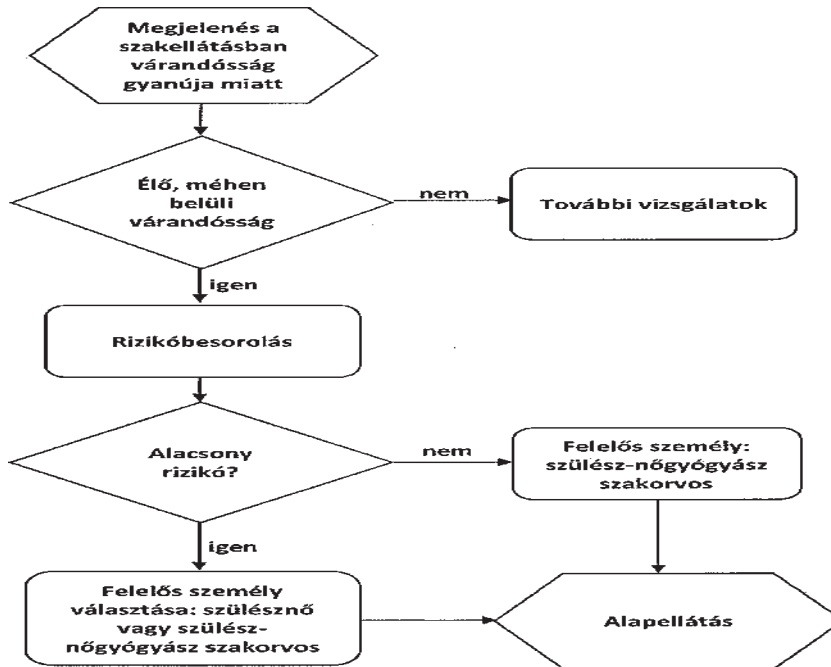 Megjelenés a
szakellátásban
várandósság
gyanúja miatt
Élő, méhen
belüli
várandósság
nem
További vizsgálatok
igen
Rizikóbesorolás
Alacsony
rizikó?
nem
Felelős személy:
szülész-nőgyógyász
szakorvos
igen
Felelős személy
választása: szülésznő
vagy szülész-
nőgyógyász szakorvos
Alapellátás